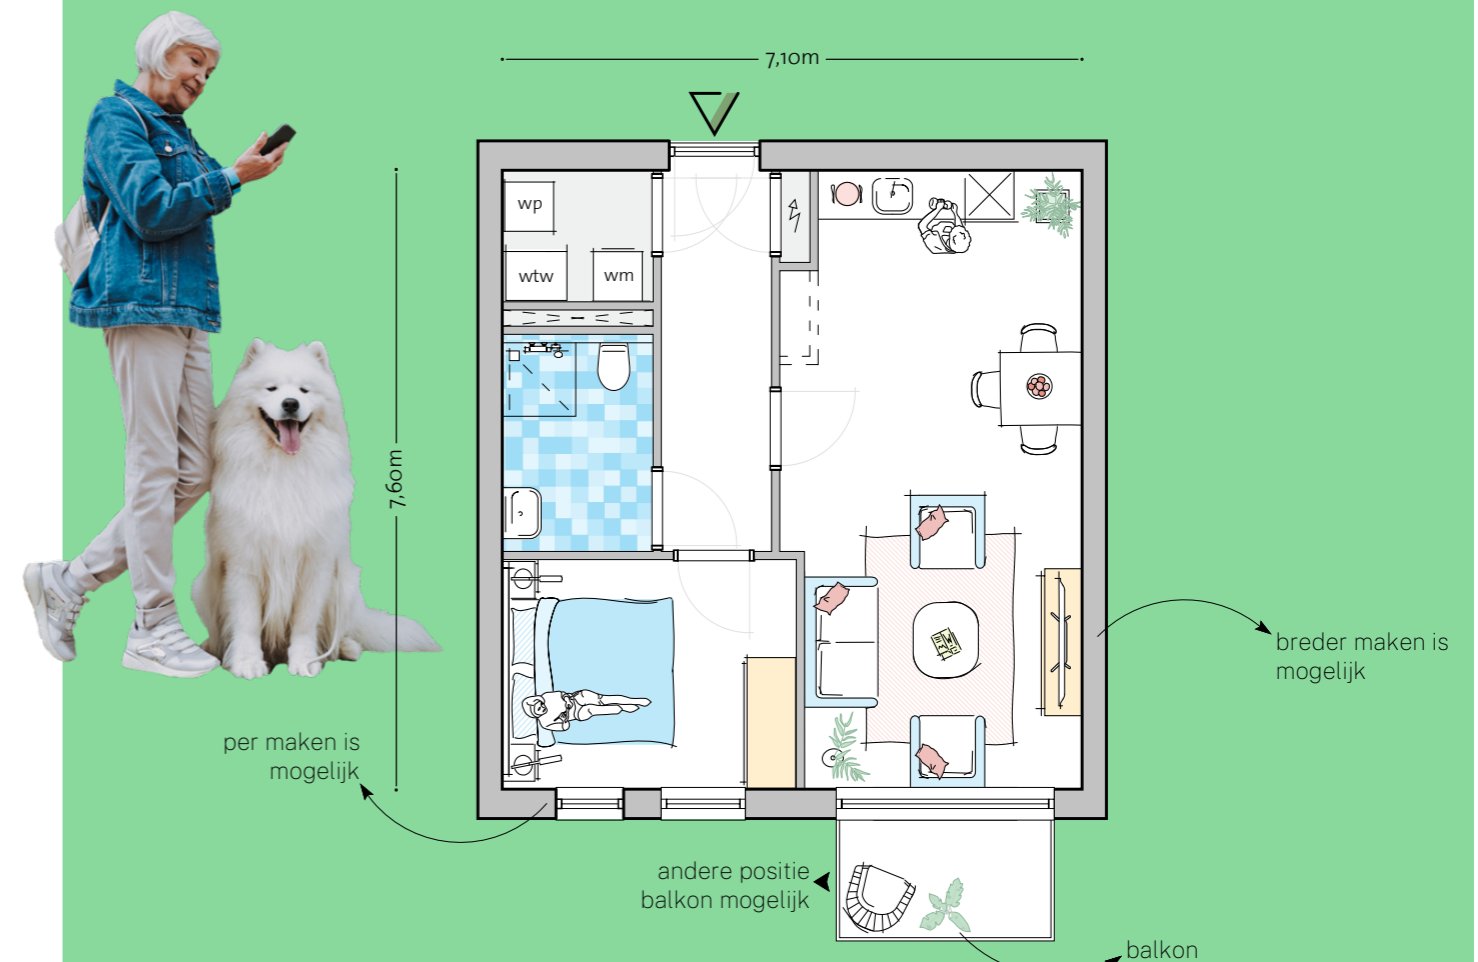 7,10m
wp
wtw
wm
7,60m
breder maken is
mogelijk
per maken is
mogelijk
andere positie
balkon mogelijk
balkon